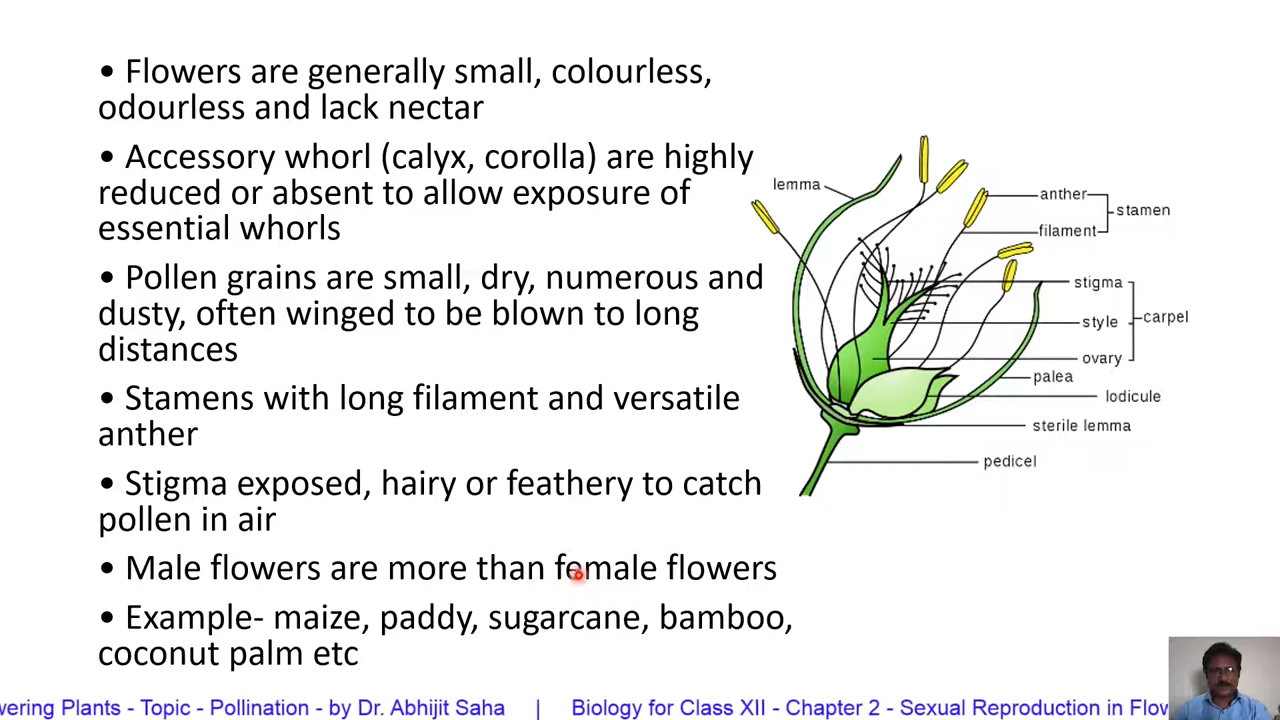 • Flowers are generally small, colourless,
odourless and lack nectar
• Accessory whorl (calyx, corolla) are highly
reduced or absent to allow exposure of
essential whorls
• Pollen grains are small, dry, numerous and
dusty, often winged to be blown to long
distances
• Stamens with long filament and versatile
anther
• Stigma exposed, hairy or feathery to catch
pollen in air
• Male flowers are more than female flowers
• Example- maize, paddy, sugarcane, bamboo,
coconut palm etc
lemma
anther
stamen
filament
stigma
style
carpel
ovary
palea
lodicule
sterile lemma
pedicel
wering Plants - Topic - Pollination - by Dr. Abhijit Saha | Biology for Class XII - Chapter 2 - Sexual Reproduction in Flow